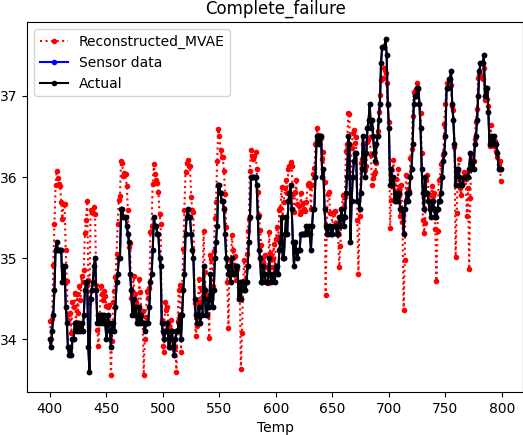 Complete_failure
Reconstructed_MVAE
Sensor data
Actual
37
36
35
34
400 450 500 550 600 650 700 750 800
Temp